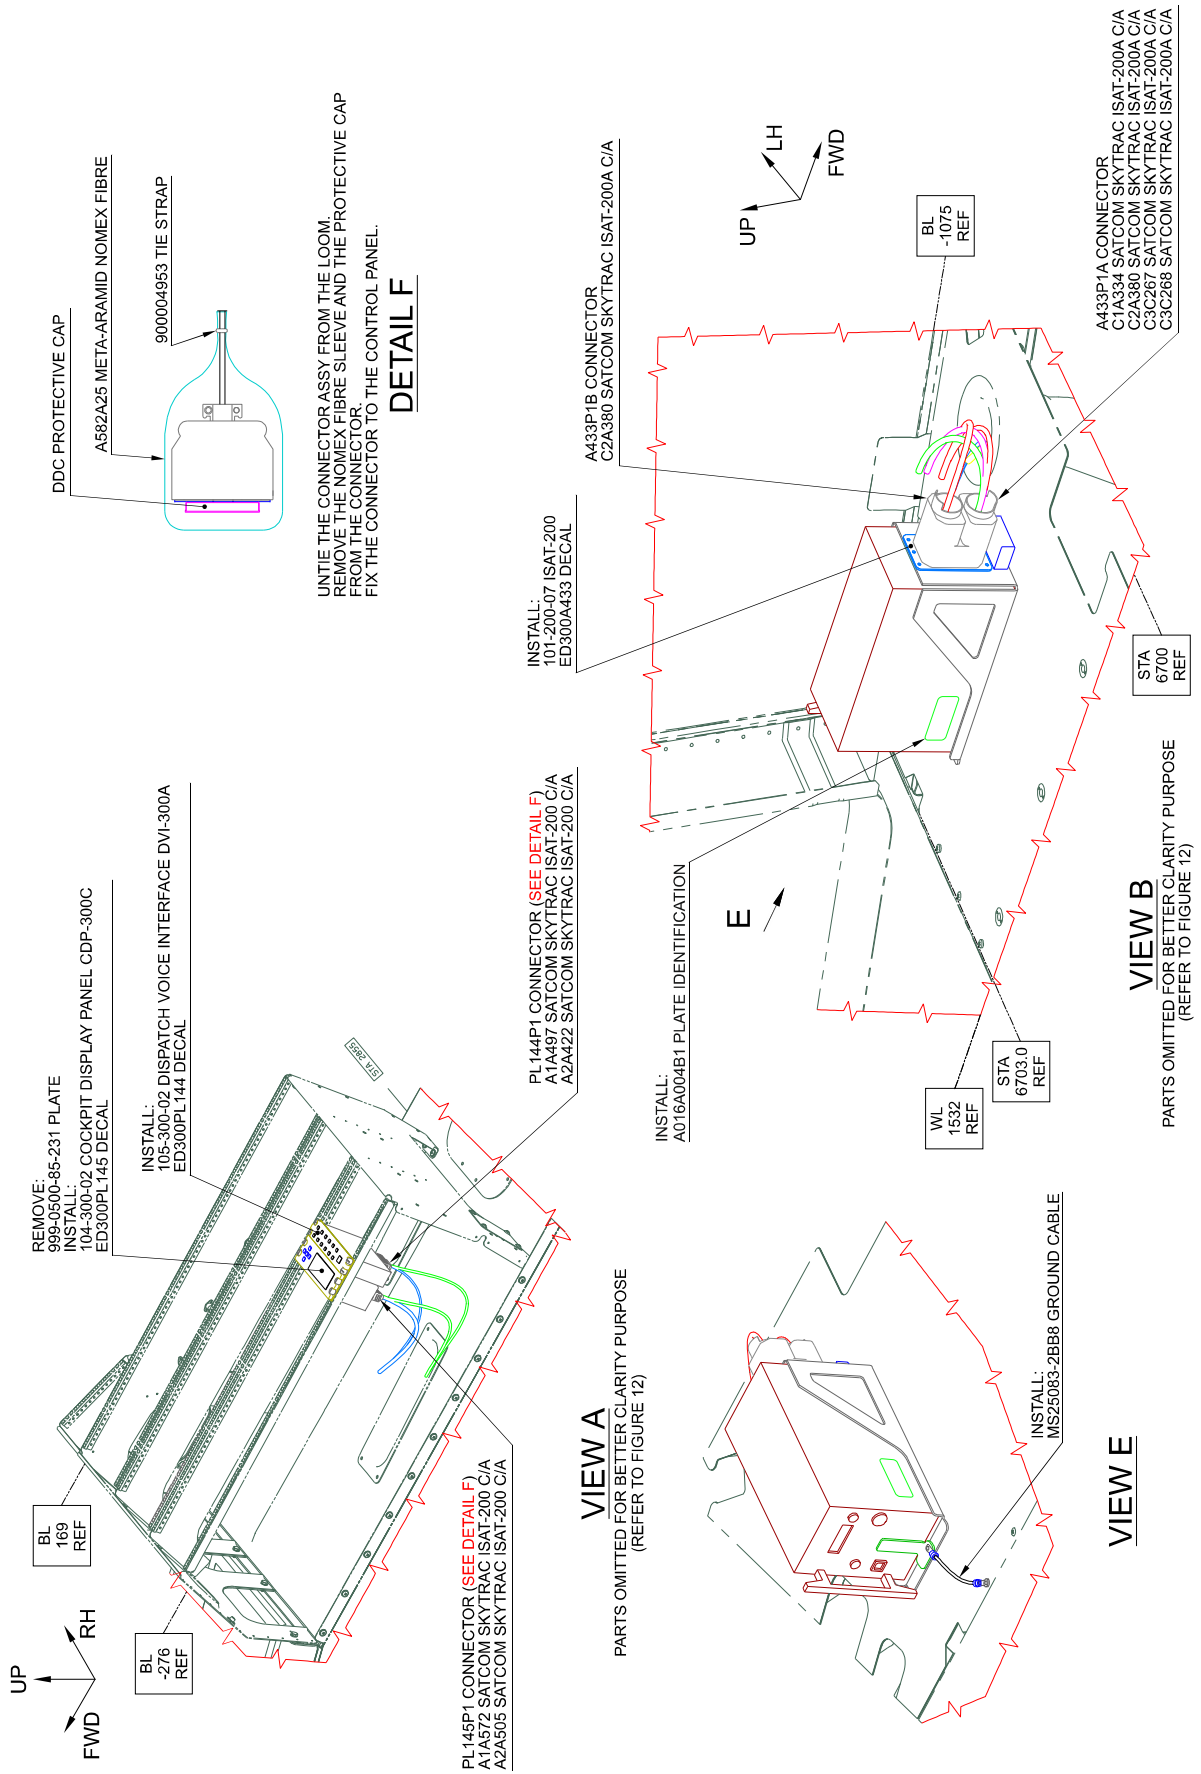 UP
RH
FWD
BL
169
REF
BL
-276
REF
REMOVE:
999-0500-85-231 PLATE
INSTALL:
104-300-02 COCKPIT DISPLAY PANEL CDP-300C
ED300PL145 DECAL
INSTALL:
105-300-02 DISPATCH VOICE INTERFACE DVI-300A
ED300PL144 DECAL
STA 2865
PL144P1 CONNECTOR (SEE DETAIL F)
A1A497 SATCOM SKYTRAC ISAT-200 C/A
A2A422 SATCOM SKYTRAC ISAT-200 C/A
PL145P1 CONNECTOR (SEE DETAIL F)
A1A572 SATCOM SKYTRAC ISAT-200 C/A
A2A505 SATCOM SKYTRAC ISAT-200 C/A
VIEW A
PARTS OMITTED FOR BETTER CLARITY PURPOSE
(REFER TO FIGURE 12)
DDC PROTECTIVE CAP
A582A25 META-ARAMID NOMEX FIBRE
900004953 TIE STRAP
UNTIE THE CONNECTOR ASSY FROM THE LOOM.
REMOVE THE NOMEX FIBRE SLEEVE AND THE PROTECTIVE CAP
FROM THE CONNECTOR.
FIX THE CONNECTOR TO THE CONTROL PANEL.
DETAIL F
INSTALL:
MS25083-2BB8 GROUND CABLE
VIEW E
INSTALL:
101-200-07 ISAT-200
ED300A433 DECAL
A433P1B CONNECTOR
C2A380 SATCOM SKYTRAC ISAT-200A C/A
UP
LH
FWD
BL
-1075
REF
INSTALL:
A016A004B1 PLATE IDENTIFICATION
E
WL
1532
REF
STA
6703.0
REF
STA
6700
REF
A433P1A CONNECTOR
C1A334 SATCOM SKYTRAC ISAT-200A C/A
C2A380 SATCOM SKYTRAC ISAT-200A C/A
C3C267 SATCOM SKYTRAC ISAT-200A C/A
C3C268 SATCOM SKYTRAC ISAT-200A C/A
VIEW B
PARTS OMITTED FOR BETTER CLARITY PURPOSE
(REFER TO FIGURE 12)